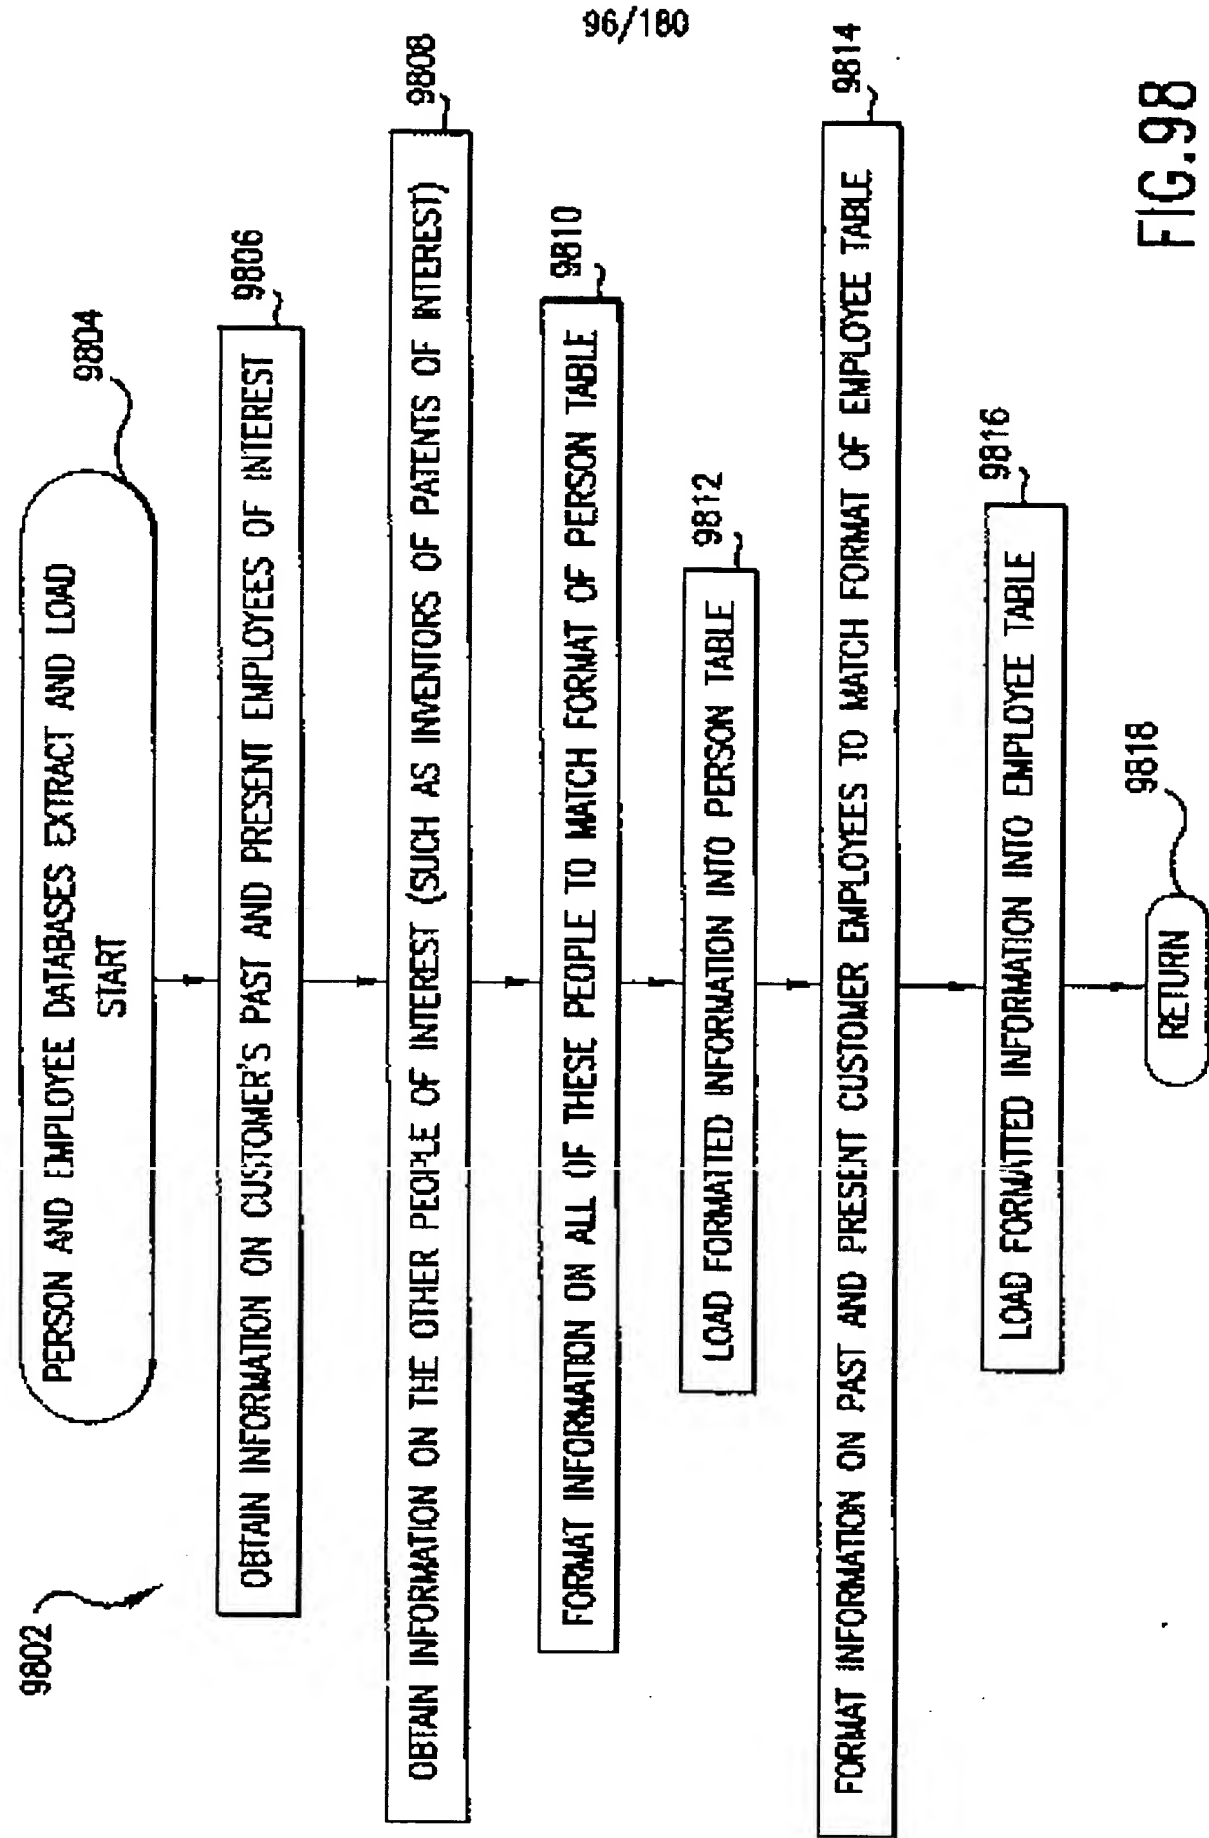 96/180
9802
PERSON AND EMPLOYEE DATABASES EXTRACT AND LOAD
START
9804
OBTAIN INFORMATION ON CUSTOMER'S PAST AND PRESENT EMPLOYEES OF INTEREST
9806
OBTAIN INFORMATION ON THE OTHER PEOPLE OF INTEREST (SUCH AS INVENTORS OF PATENTS OF INTEREST)
9808
FORMAT INFORMATION ON ALL OF THESE PEOPLE TO MATCH FORMAT OF PERSON TABLE
9810
LOAD FORMATTED INFORMATION INTO PERSON TABLE
9812
FORMAT INFORMATION ON PAST AND PRESENT CUSTOMER EMPLOYEES TO MATCH FORMAT OF EMPLOYEE TABLE
9814
LOAD FORMATTED INFORMATION INTO EMPLOYEE TABLE
9816
RETURN
9818
FIG.98